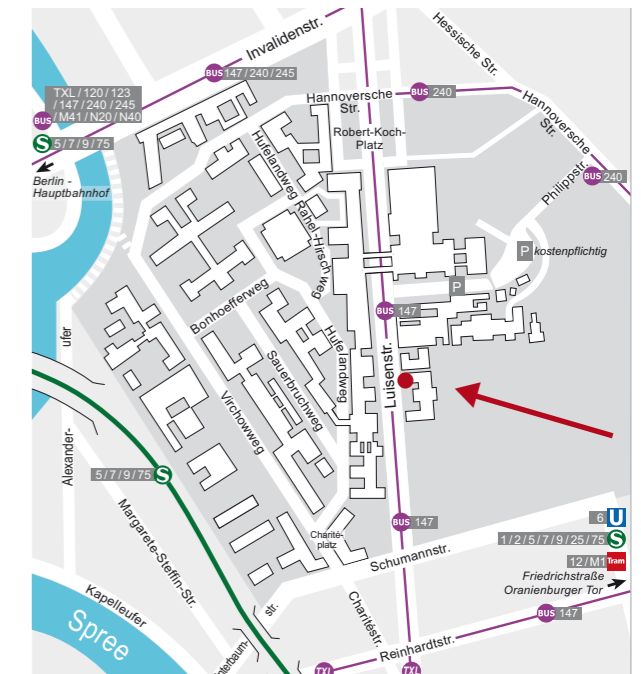 Hessische Str.
Invalidenstr.
BUS 147/240/245
TXL / 120 / 123
/ 147 / 240 / 245
/ M41 / N20 / N40
BUS
S 5/7/9/75
Berlin -
Hauptbahnhof
Hannoversche
Str.
BUS 240
Hannoversche
Str.
Robert-Koch-
Platz
Hufelandweg
Philippstr.
BUS 240
Rahel-Hirsch weg
P kostenpflichtig
P
Bonhoefferweg
BUS 147
ufer
Hufelandweg
Luisenstr.
Sauerbruchweg
Virchowweg
Alexander-
5/7/9/75 S
Margarete-Steffin-Str.
6 U
BUS 147
Charité-
platz
1/2/5/7/9/25/75 S
Schumannstr.
12/M1 Tram
Friedrichstraße
Oranienburger Tor
Kapelleufer
Spree
str.
Charitéstr.
BUS 147
Reinhardtstr.
nterbaum-
TXL
TXL